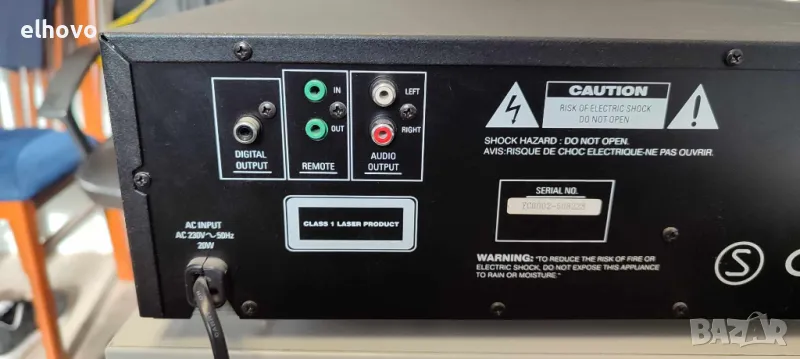 elhovo
IN
LEFT
OUT
RIGHT
DIGITAL
OUTPUT
REMOTE
AUDIO
OUTPUT
CAUTION
RISK OF ELECTRIC SHOCK
DO NOT OPEN
SHOCK HAZARD : DO NOT OPEN.
AVIS:RISQUE DE CHOC ELECTRIQUE-NE PAS OUVRIR.
CLASS 1 LASER PRODUCT
SERIAL NO.
AC INPUT
AC 230V~50Hz
20W
WARNING: "TO REDUCE THE RISK OF FIRE OR
ELECTRIC SHOCK, DO NOT EXPOSE THIS APPLIANCE
TO RAIN OR MOISTURE."
S
BAZAR
bg